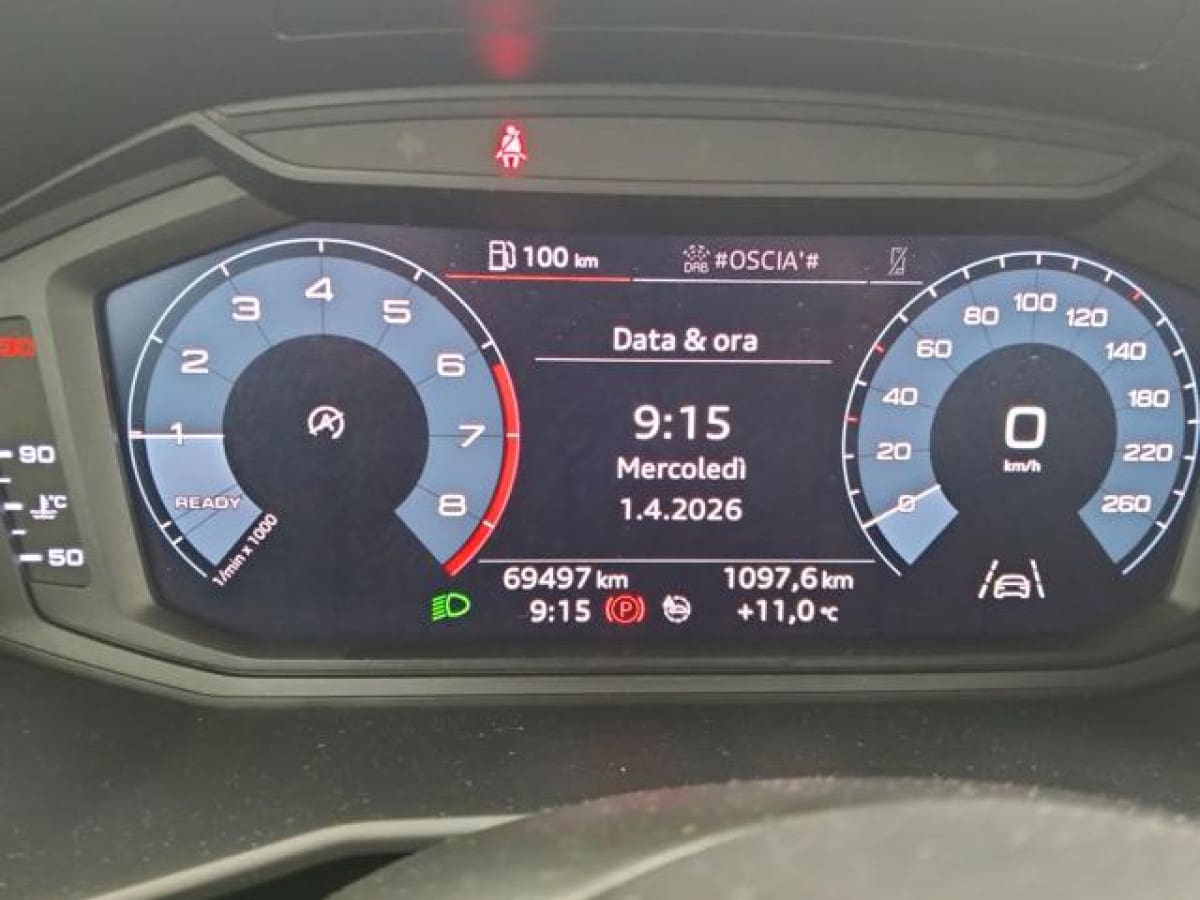 100 km
DAB #OSCIA'#
Data & ora
9:15
Mercoledì
1.4.2026
69497 km
1097,6 km
9:15
P
+11,0 °C
1
2
3
4
5
6
7
8
READY
1/min x 1000
A
0
20
40
60
80
100
120
140
180
220
260
0
km/h
90
°C
50